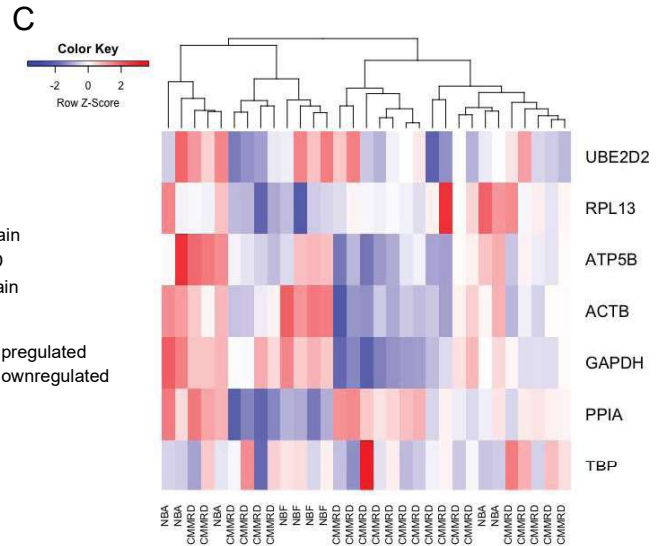 C
Color Key
-2 0 2
Row Z-Score
UBE2D2
RPL13
ain
ATP5B
)
ain
ACTB
pregulated
GAPDH
ownregulated
PPIA
TBP
NBA
NBA
CMMRD
CMMRD
NBA
CMMRD
CMMRD
CMMRD
CMMRD
NBF
NBF
NBF
NBF
CMMRD
CMMRD
CMMRD
CMMRD
CMMRD
CMMRD
CMMRD
CMMRD
CMMRD
CMMRD
CMMRD
NBA
NBA
CMMRD
CMMRD
CMMRD
CMMRD
CMMRD